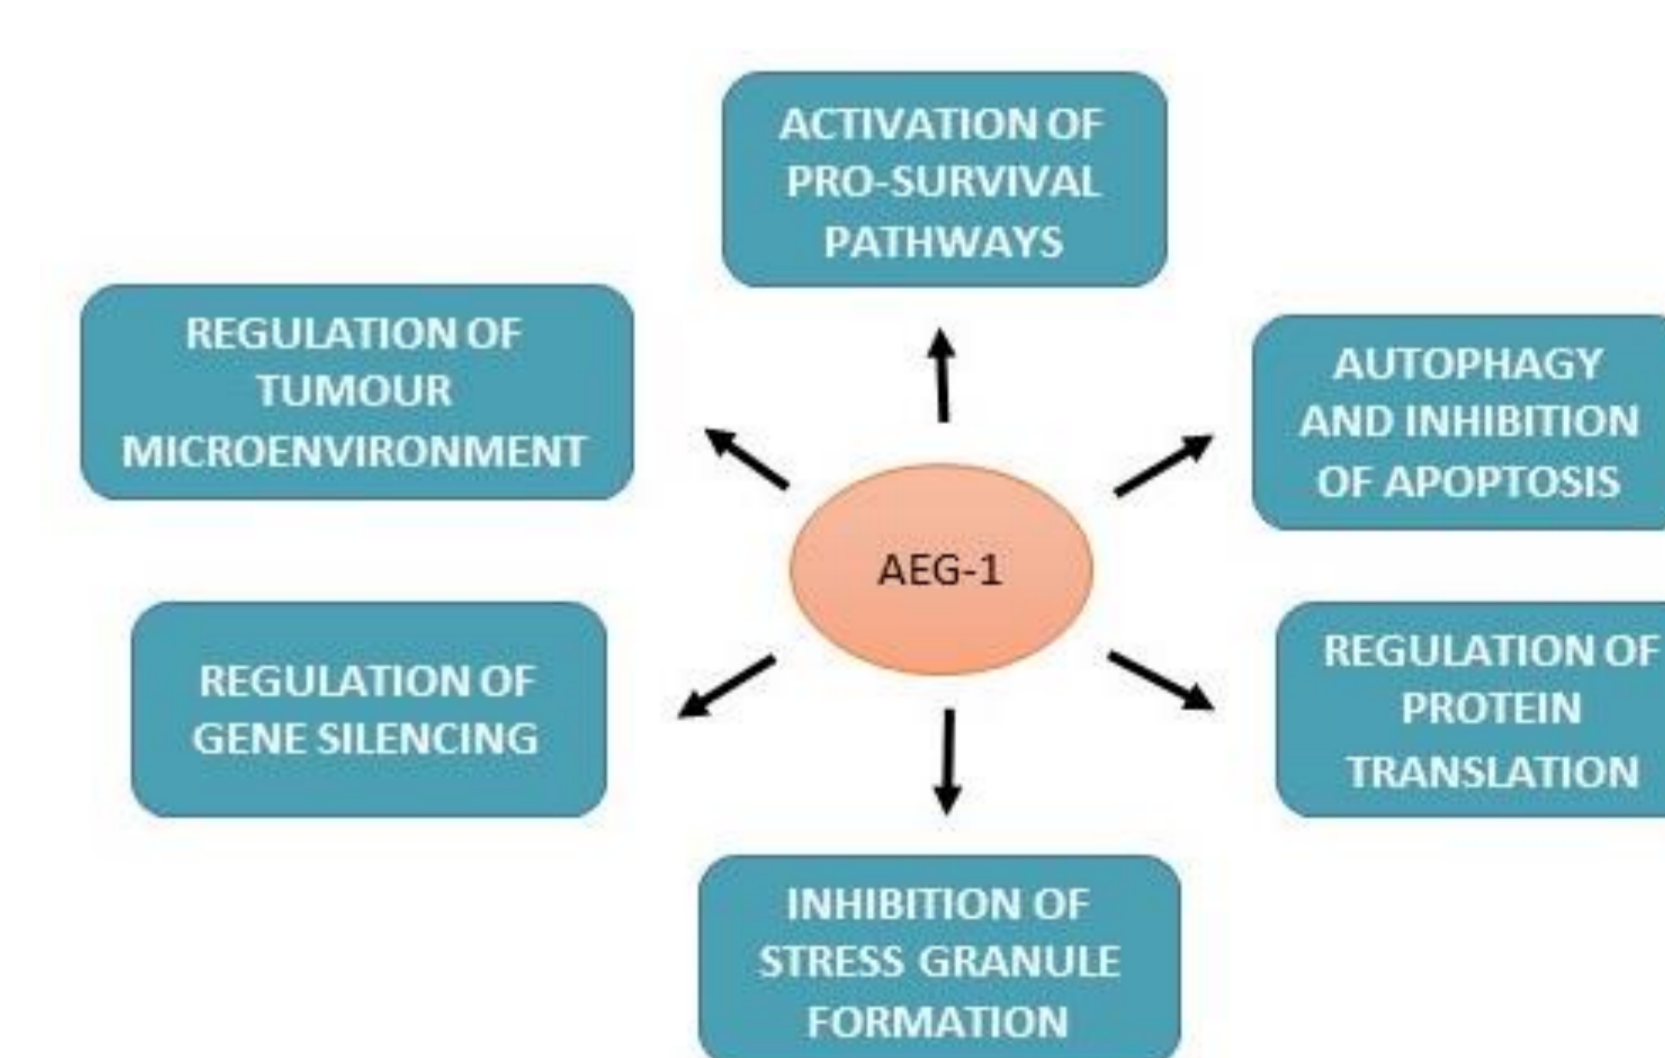 ACTIVATION OF
PRO-SURVIVAL
PATHWAYS
REGULATION OF
TUMOUR
MICROENVIRONMENT
AUTOPHAGY
AND INHIBITION
OF APOPTOSIS
AEG-1
REGULATION OF
GENE SILENCING
REGULATION OF
PROTEIN
TRANSLATION
INHIBITION OF
STRESS GRANULE
FORMATION